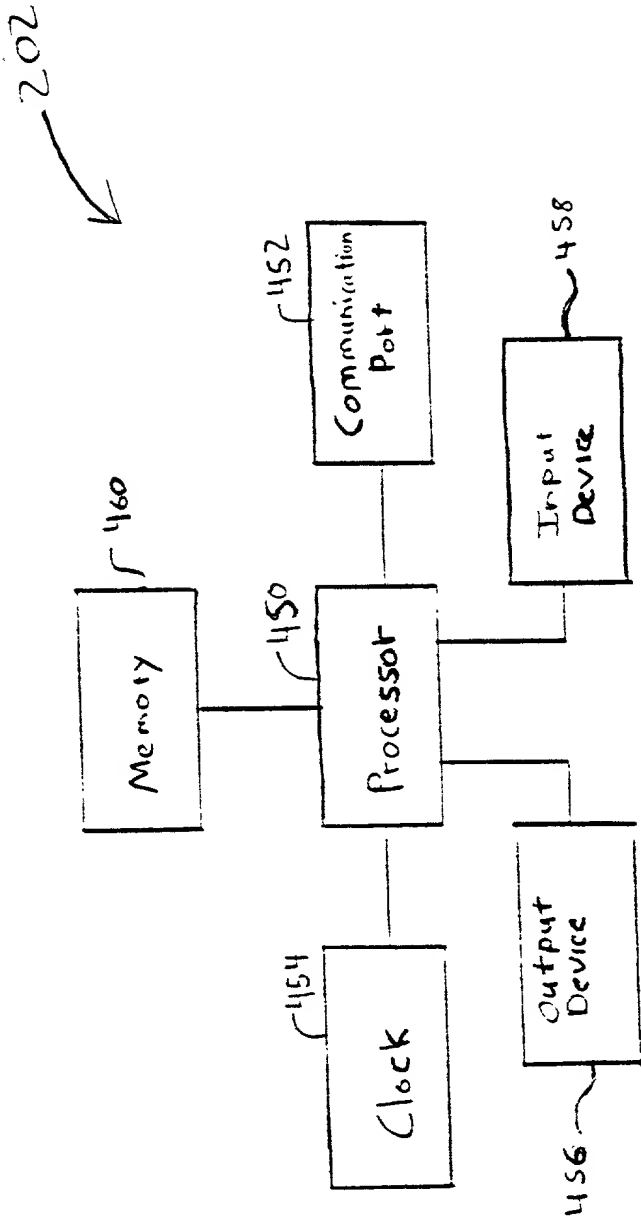 202
460
Memory
454
Clock
450
Processor
452
Communication
Port
456
Output
Device
Input
Device
458